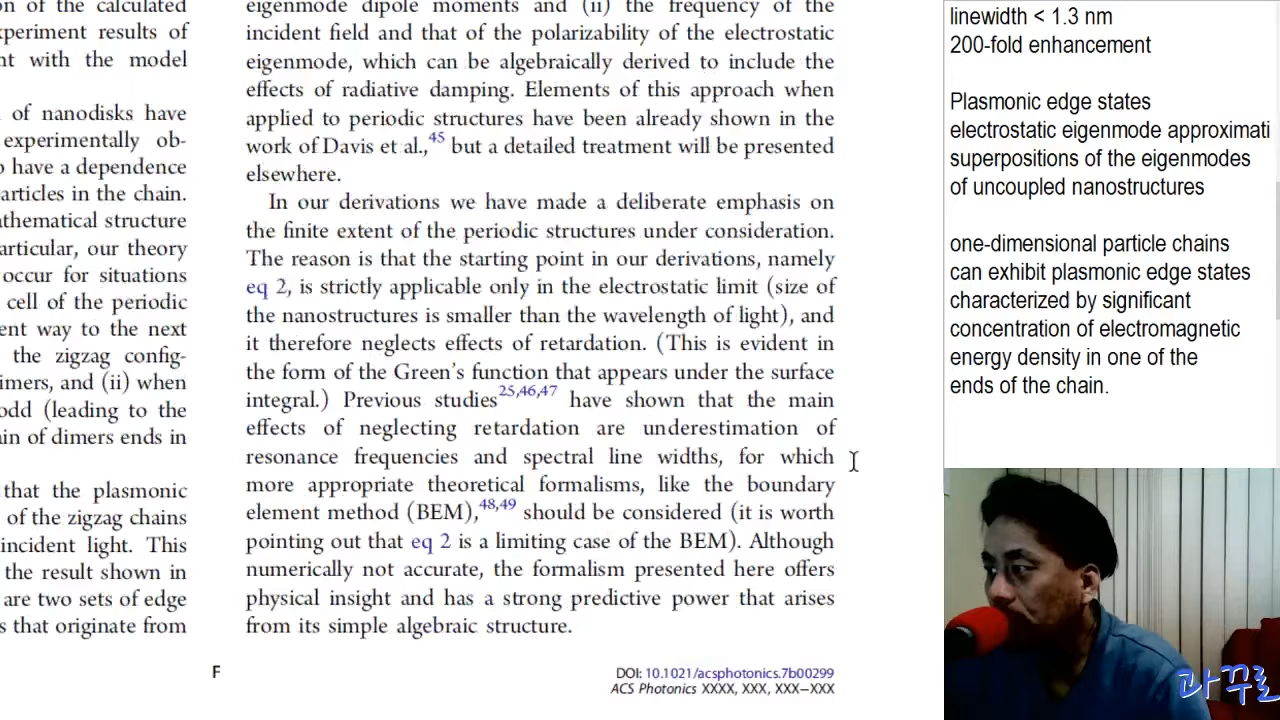 on of the calculated
xperiment results of
nt with the model
of nanodisks have
experimentally ob-
o have a dependence
articles in the chain.
athematical structure
articular, our theory
occur for situations
cell of the periodic
ent way to the next
the zigzag config-
imers, and (ii) when
odd (leading to the
in of dimers ends in
that the plasmonic
of the zigzag chains
incident light. This
the result shown in
are two sets of edge
s that originate from
eigenmode dipole moments and (ii) the frequency of the
incident field and that of the polarizability of the electrostatic
eigenmode, which can be algebraically derived to include the
effects of radiative damping. Elements of this approach when
applied to periodic structures have been already shown in the
work of Davis et al.,45 but a detailed treatment will be presented
elsewhere.
In our derivations we have made a deliberate emphasis on
the finite extent of the periodic structures under consideration.
The reason is that the starting point in our derivations, namely
eq 2, is strictly applicable only in the electrostatic limit (size of
the nanostructures is smaller than the wavelength of light), and
it therefore neglects effects of retardation. (This is evident in
the form of the Green's function that appears under the surface
integral.) Previous studies25,46,47 have shown that the main
effects of neglecting retardation are underestimation of
resonance frequencies and spectral line widths, for which
more appropriate theoretical formalisms, like the boundary
element method (BEM),48,49 should be considered (it is worth
pointing out that eq 2 is a limiting case of the BEM). Although
numerically not accurate, the formalism presented here offers
physical insight and has a strong predictive power that arises
from its simple algebraic structure.
F
DOI: 10.1021/acsphotonics.7b00299
ACS Photonics XXXX, XXX, XXX−XXX
linewidth < 1.3 nm
200-fold enhancement
Plasmonic edge states
electrostatic eigenmode approximati
superpositions of the eigenmodes
of uncoupled nanostructures
one-dimensional particle chains
can exhibit plasmonic edge states
characterized by significant
concentration of electromagnetic
energy density in one of the
ends of the chain.
과꾸로